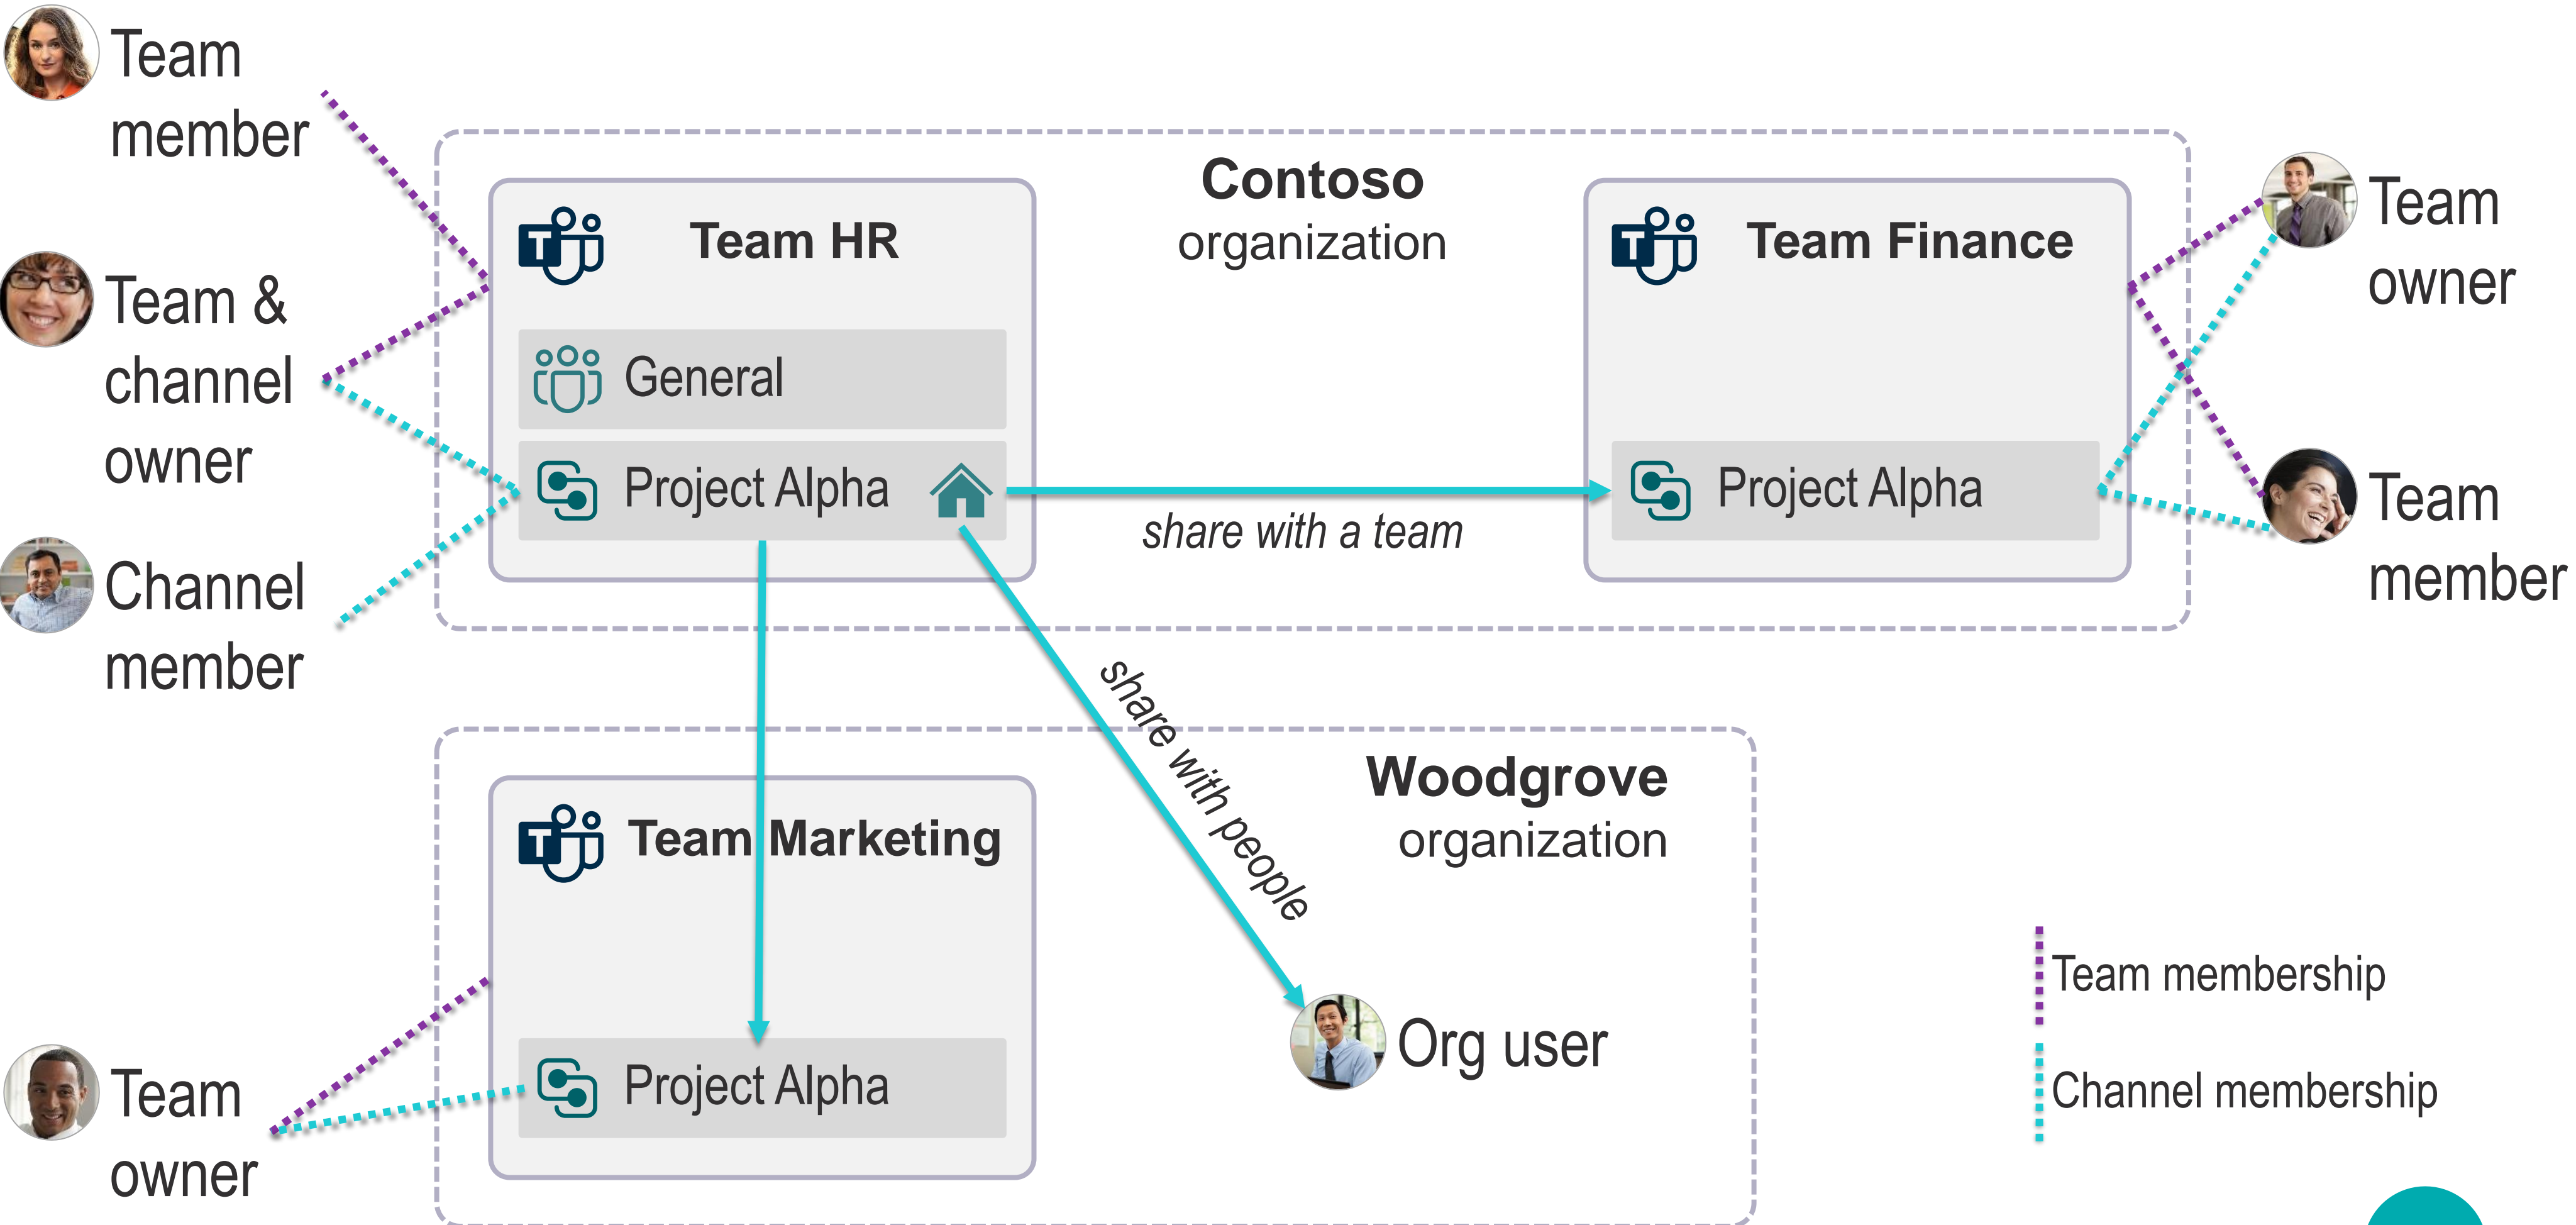 Team
member
Team &
channel
owner
Channel
member
Contoso
organization
T
Team HR
General
Project Alpha
share with a team
T
Team Finance
Project Alpha
Team
owner
Team
member
share with people
Woodgrove
organization
T
Team Marketing
Project Alpha
Team
owner
Org user
Team membership
Channel membership